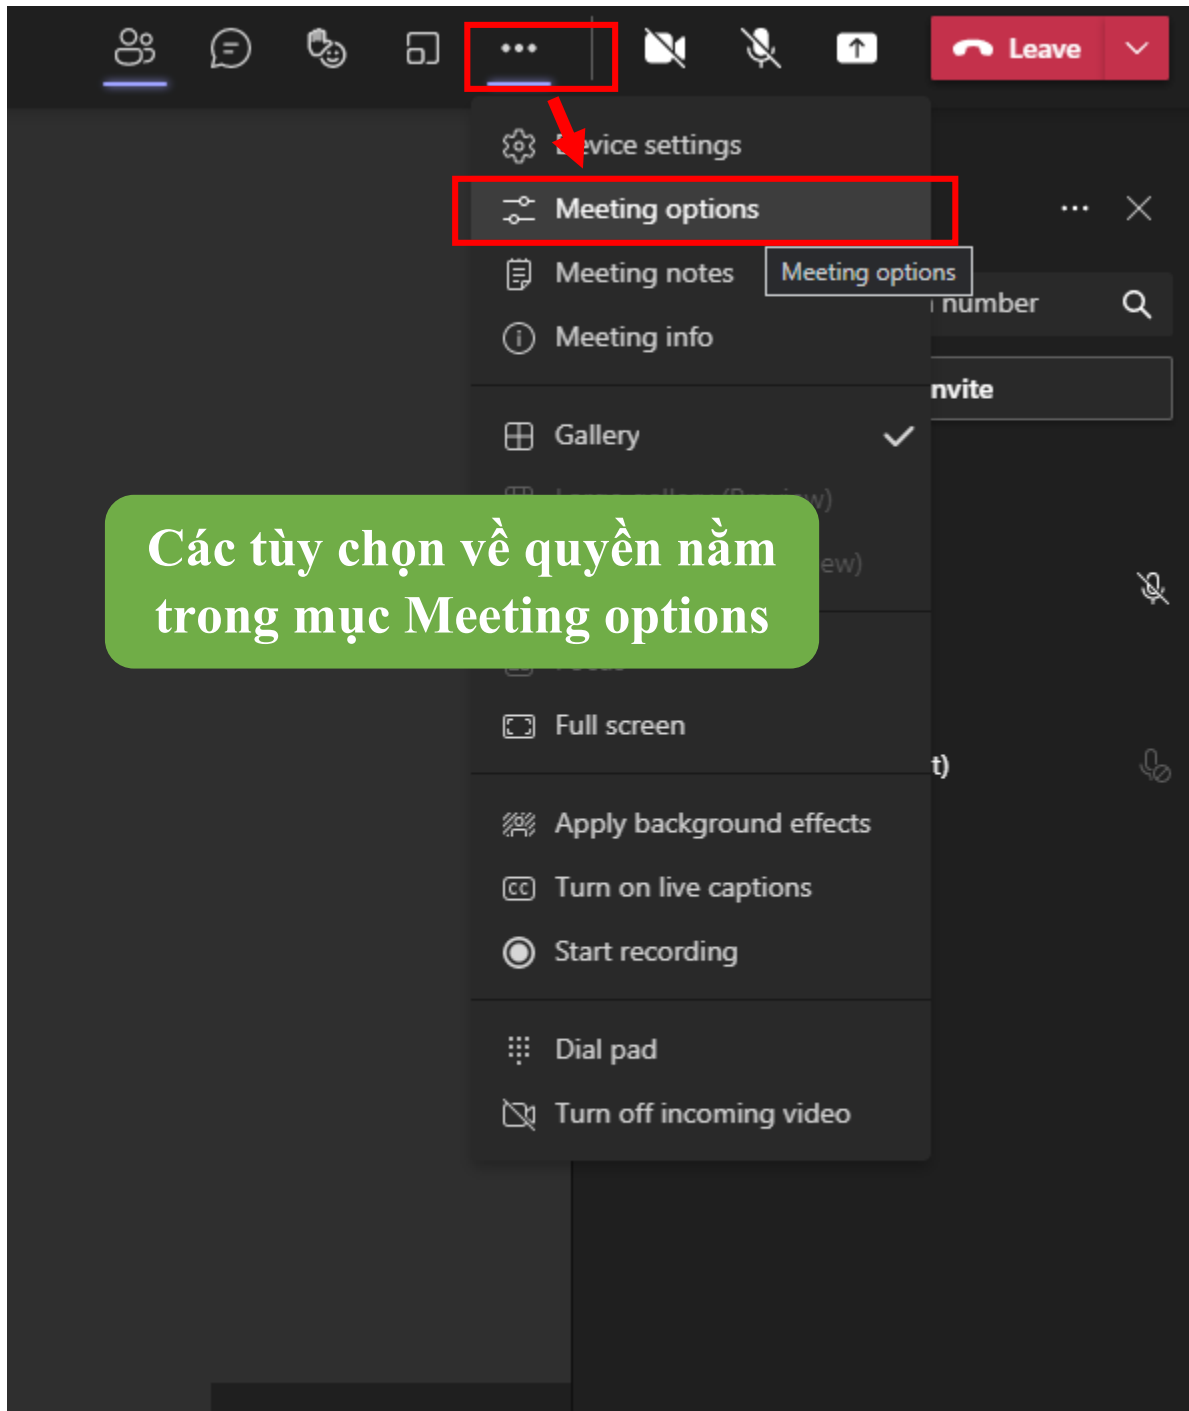 Leave
Device settings
Meeting options
Meeting notes
Meeting options
number
Meeting info
nvite
Gallery
Các tùy chọn về quyền nằm
trong mục Meeting options
Full screen
t)
Apply background effects
CC
Turn on live captions
Start recording
Dial pad
Turn off incoming video